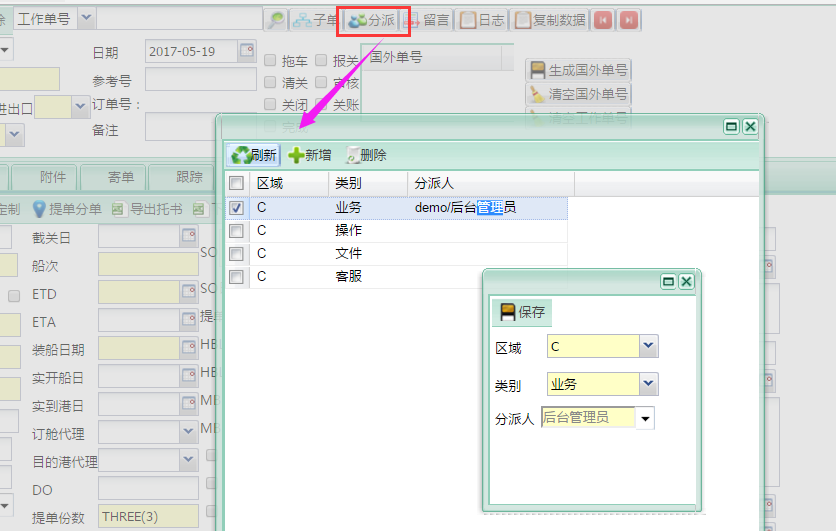 除 工作单号 子单 分派 留言 日志 复制数据
日期 2017-05-19 拖车 报关 国外单号
参考号 清关 审核 生成国外单号
进出口 订单号： 关闭 关账 清空国外单号
备注
附件 寄单 跟踪
定制 提单分单 导出托书
刷新 新增 删除
区域 类别 分派人
C 业务 demo/后台管理员
C 操作
C 文件
C 客服
截关日
船次 SC
ETD SC
ETA 提单
装船日期 HB
实开船日 HB
实到港日 MB
订舱代理 MB
目的港代理
DO
提单份数 THREE(3)
保存
区域 C
类别 业务
分派人 后台管理员